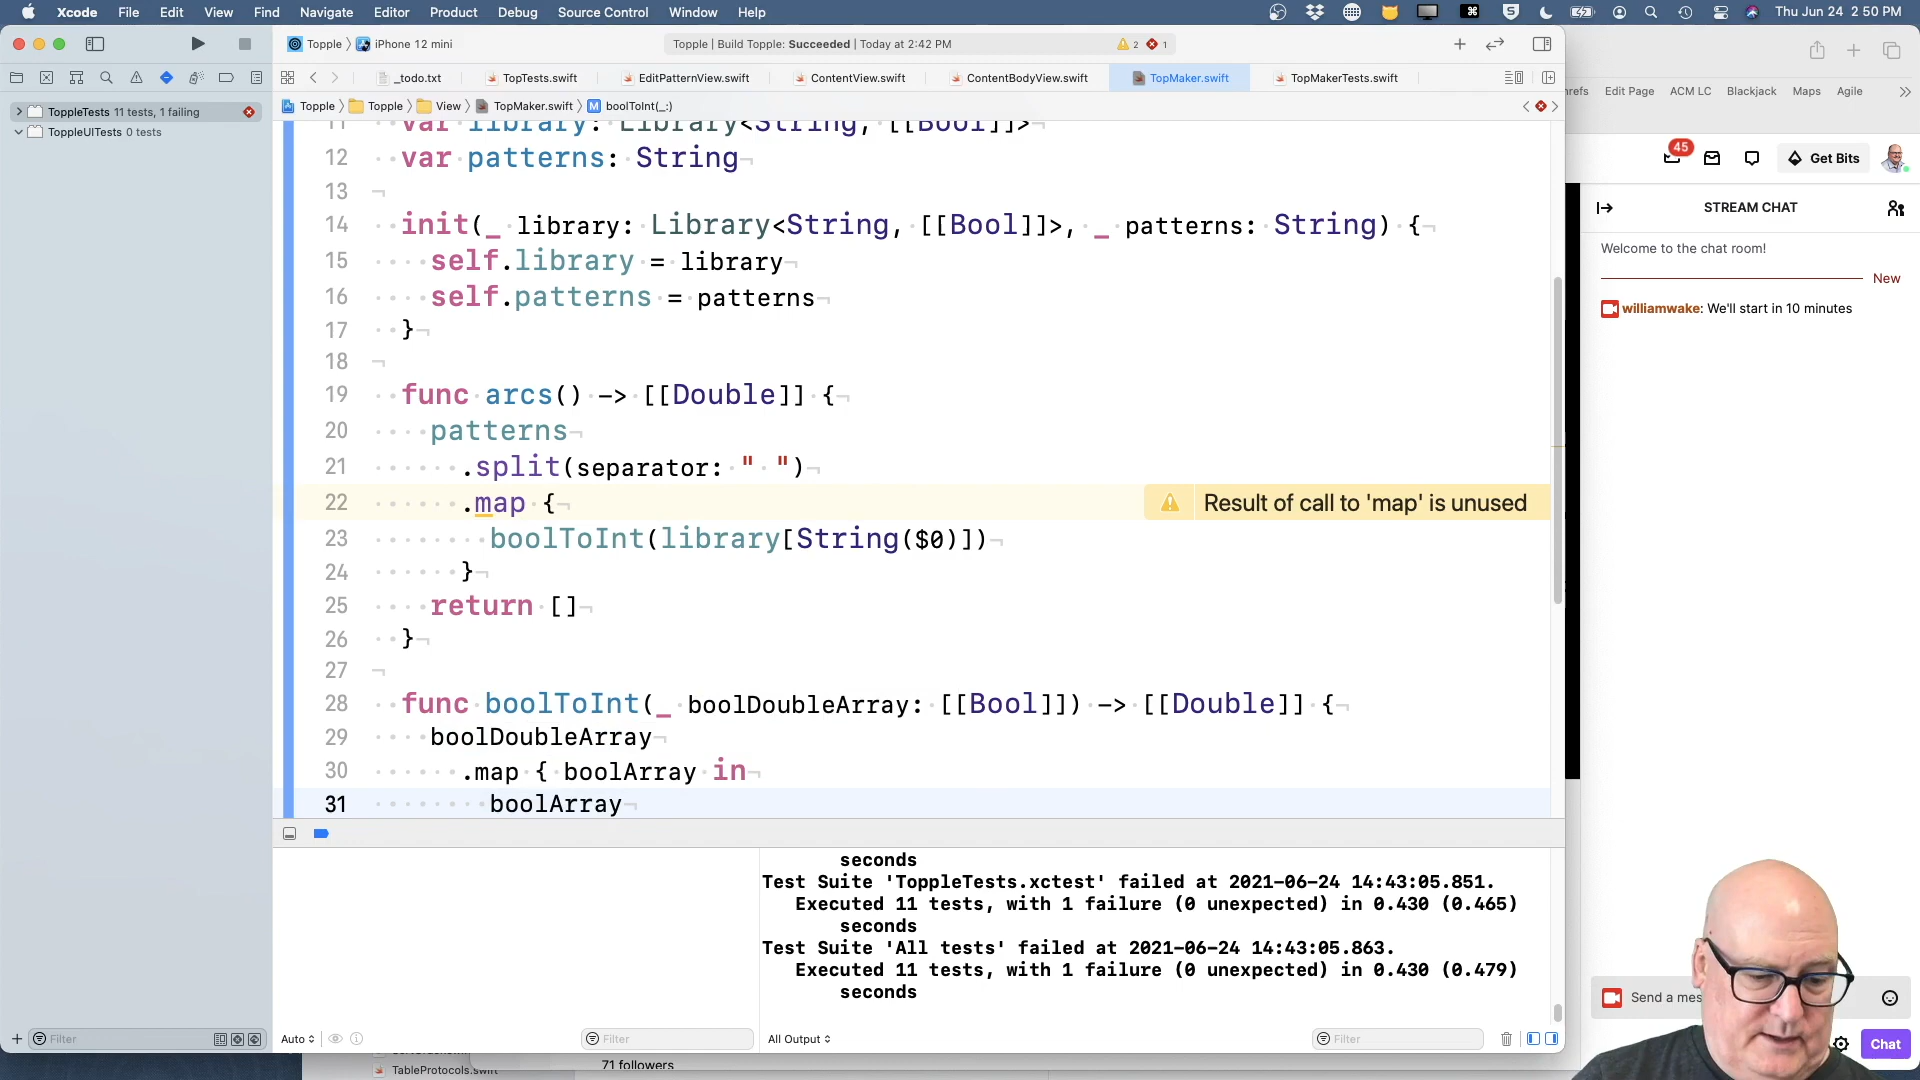 Xcode File Edit View Find Navigate Editor Product Debug Source Control Window Help Thu Jun 24 2 50 PM
Topple iPhone 12 mini Topple | Build Topple: Succeeded | Today at 2:42 PM 2 1
_todo.txt TopTests.swift EditPatternView.swift ContentView.swift ContentBodyView.swift TopMaker.swift TopMakerTests.swift
Edit Page ACM LC Blackjack Maps Agile
Topple Topple View TopMaker.swift M boolToInt(_:)
ToppleTests 11 tests, 1 failing
ToppleUITests 0 tests
11 var library: Library<String, [[Bool]]>
12 var patterns: String
13
14 init(_ library: Library<String, [[Bool]]>, _ patterns: String) {
15 self.library = library
16 self.patterns = patterns
17 }
18
19 func arcs() -> [[Double]] {
20 patterns
21 .split(separator: " ")
22 .map {
Result of call to 'map' is unused
23 boolToInt(library[String($0)])
24 }
25 return []
26 }
27
28 func boolToInt(_ boolDoubleArray: [[Bool]]) -> [[Double]] {
29 boolDoubleArray
30 .map { boolArray in
31 boolArray
seconds
Test Suite 'ToppleTests.xctest' failed at 2021-06-24 14:43:05.851.
Executed 11 tests, with 1 failure (0 unexpected) in 0.430 (0.465)
seconds
Test Suite 'All tests' failed at 2021-06-24 14:43:05.863.
Executed 11 tests, with 1 failure (0 unexpected) in 0.430 (0.479)
seconds
Filter
Auto
Filter
All Output
Filter
TableProtocols.swift
71 followers
45
Get Bits
STREAM CHAT
Welcome to the chat room!
New
williamwake: We'll start in 10 minutes
Send a mes
Chat